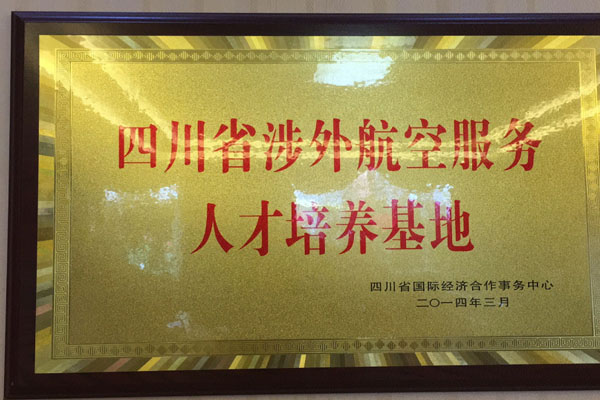 四川省涉外航空服务
人才培养基地
四川省国际经济合作事务中心
二〇一四年三月